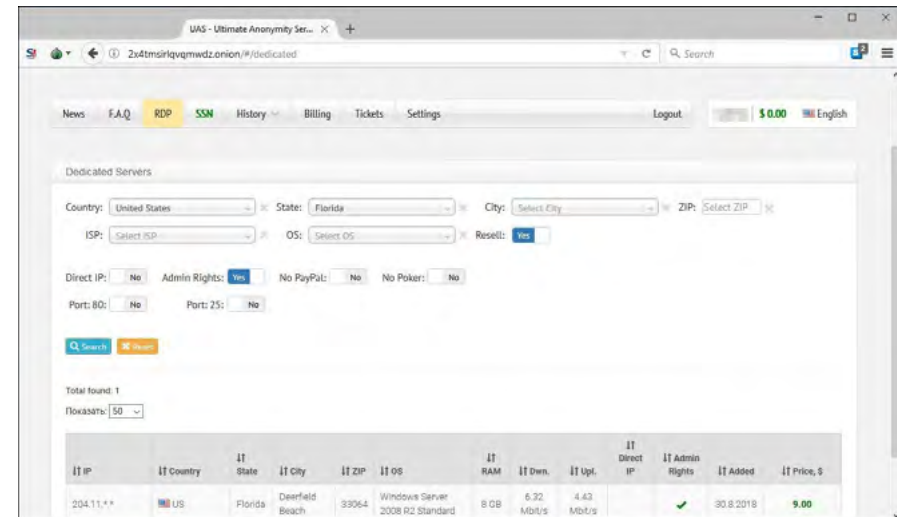 UAS - Ultimate Anonymity Ser...
2x4tmsirlqvqmwdz.onion/#/dedicated
Search
2
News F.A.Q RDP SSN History Billing Tickets Settings Logout $ 0.00 English
Dedicated Servers
Country: United States State: Florida City: Select City ZIP: Select ZIP
ISP: Select ISP OS: Select OS Resell: Yes
Direct IP: No Admin Rights: Yes No PayPal: No No Poker: No
Port: 80: No Port: 25: No
Search Reset
Total found: 1
Показать: 50
IP Country State City ZIP OS RAM Dwn. Upl. Direct IP Admin Rights Added Price, $
204.11.*.* US Florida Deerfield Beach 33064 Windows Server 2008 R2 Standard 8 GB 6.32 Mbit/s 4.43 Mbit/s 30.8.2018 9.00